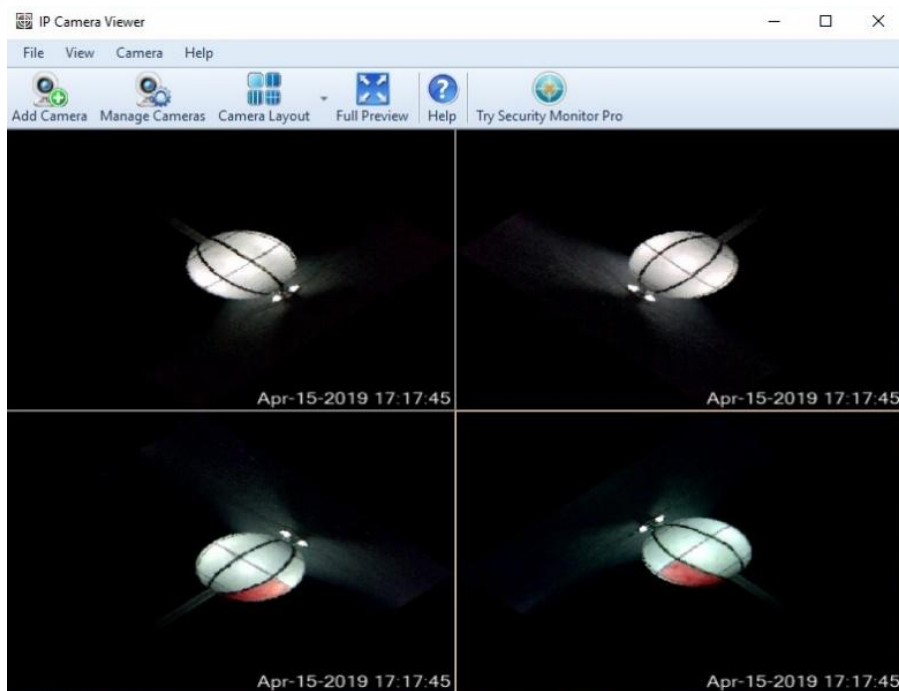 IP Camera Viewer
File View Camera Help
Add Camera Manage Cameras Camera Layout Full Preview Help Try Security Monitor Pro
Apr-15-2019 17:17:45 Apr-15-2019 17:17:45
Apr-15-2019 17:17:45 Apr-15-2019 17:17:45